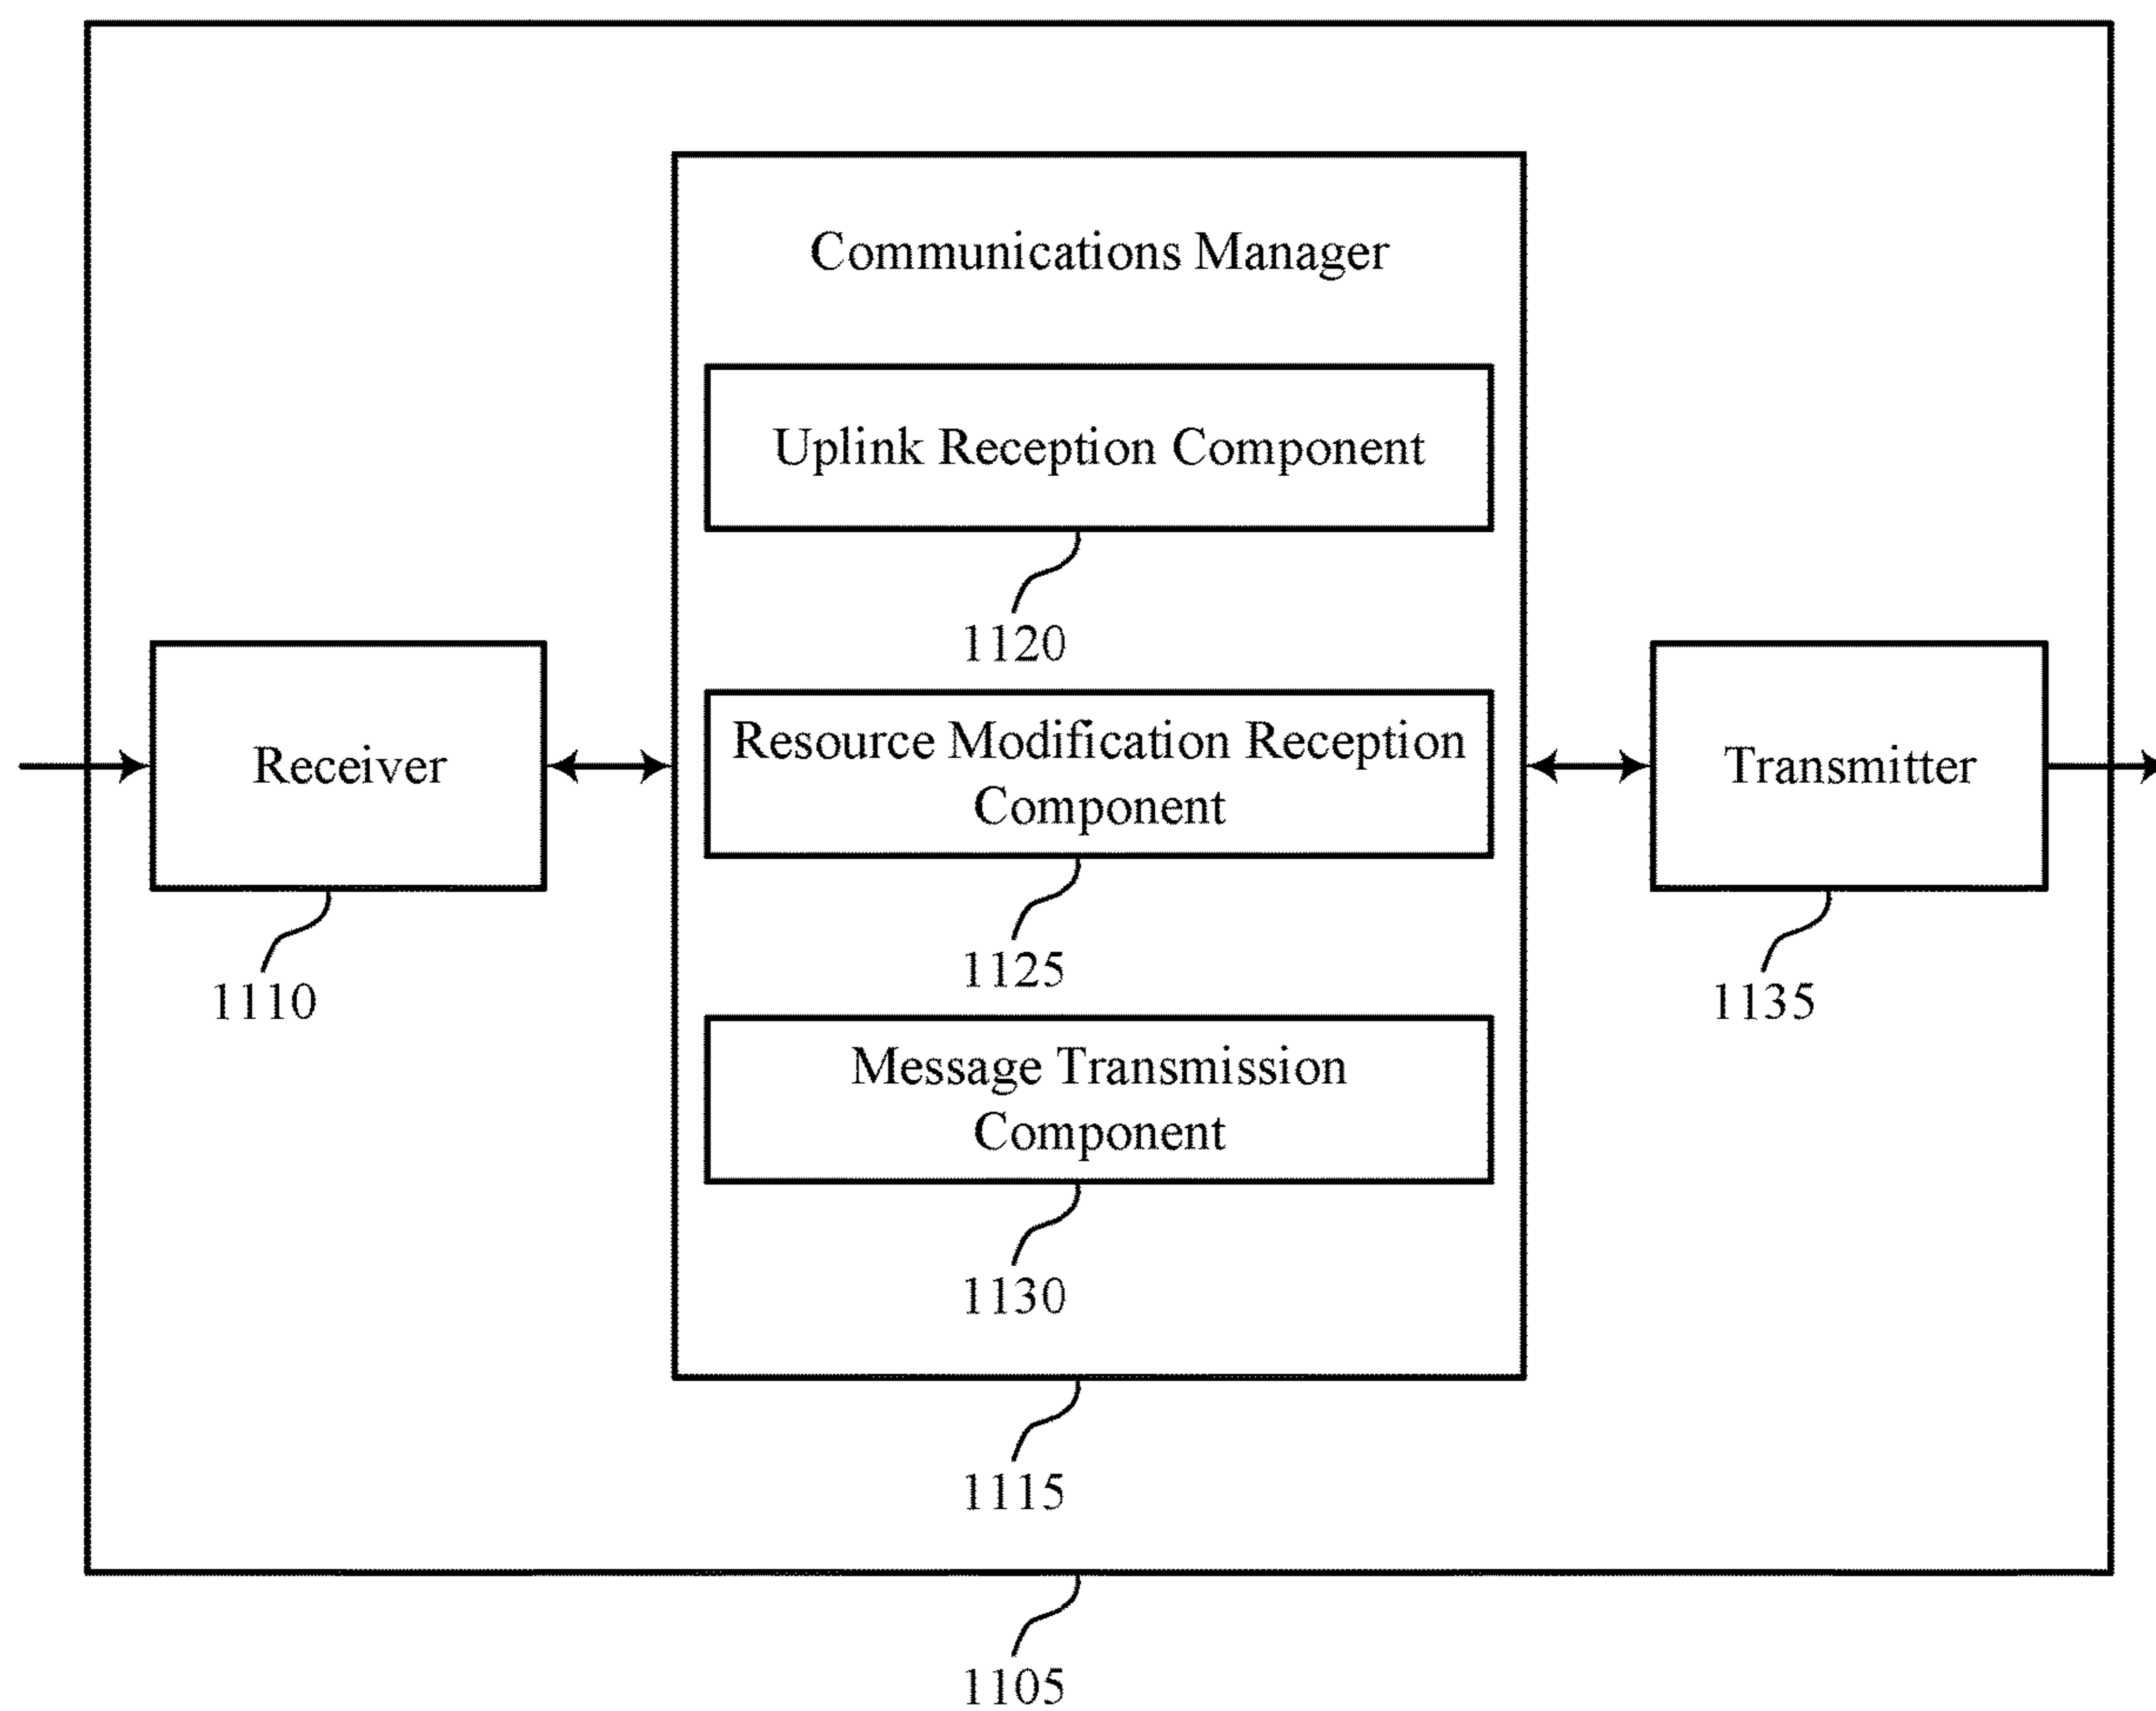 Communications Manager
Uplink Reception Component
1120
Receiver
1110
Resource Modification Reception
Component
1125
Transmitter
1135
Message Transmission
Component
1130
1115
1105